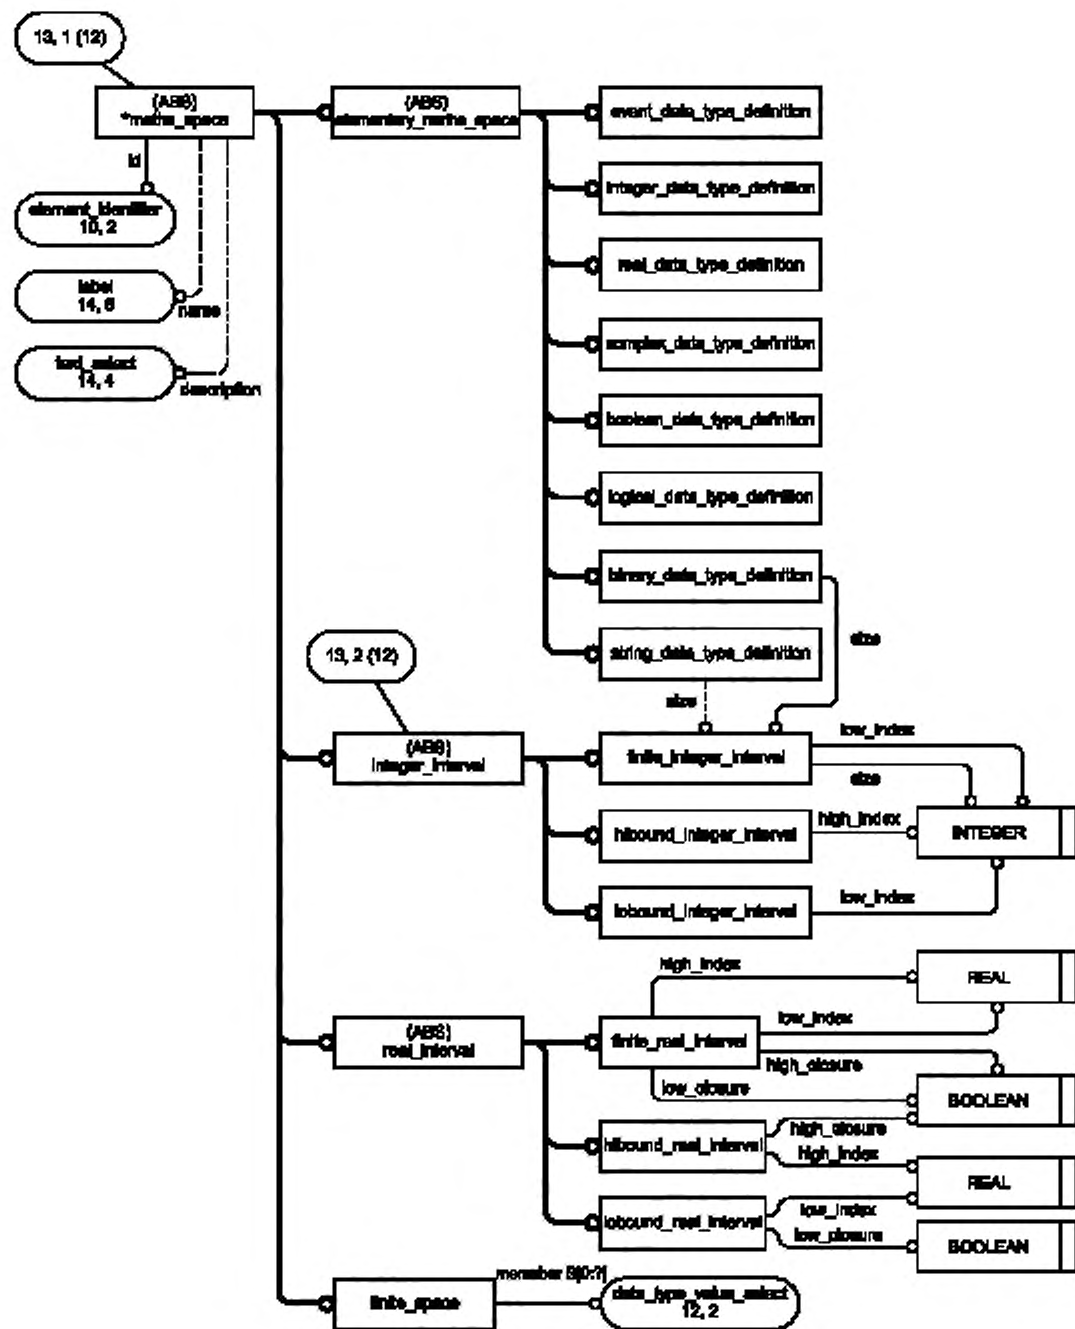 13, 1 (12)
(ABS)
*maths_space
(ABS)
elementary_maths_space
event_data_type_definition
id
integer_data_type_definition
element_identifier
10, 2
real_data_type_definition
label
14, 6
name
complex_data_type_definition
text_select
14, 4
description
boolean_data_type_definition
logical_data_type_definition
binary_data_type_definition
size
13, 2 (12)
string_data_type_definition
size
(ABS)
integer_interval
finite_integer_interval
low_index
size
hibound_integer_interval
high_index
INTEGER
lobound_integer_interval
low_index
high_index
REAL
(ABS)
real_interval
finite_real_interval
low_index
high_closure
low_closure
BOOLEAN
hibound_real_interval
high_closure
high_index
REAL
lobound_real_interval
low_index
low_closure
BOOLEAN
finite_space
member S[0:?]
data_type_value_select
12, 2